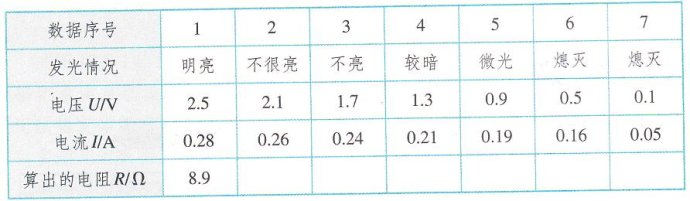 数据序号 1 2 3 4 5 6 7
发光情况 明亮 不很亮 不亮 较暗 微光 熄灭 熄灭
电压U/V 2.5 2.1 1.7 1.3 0.9 0.5 0.1
电流I/A 0.28 0.26 0.24 0.21 0.19 0.16 0.05
算出的电阻R/Ω 8.9